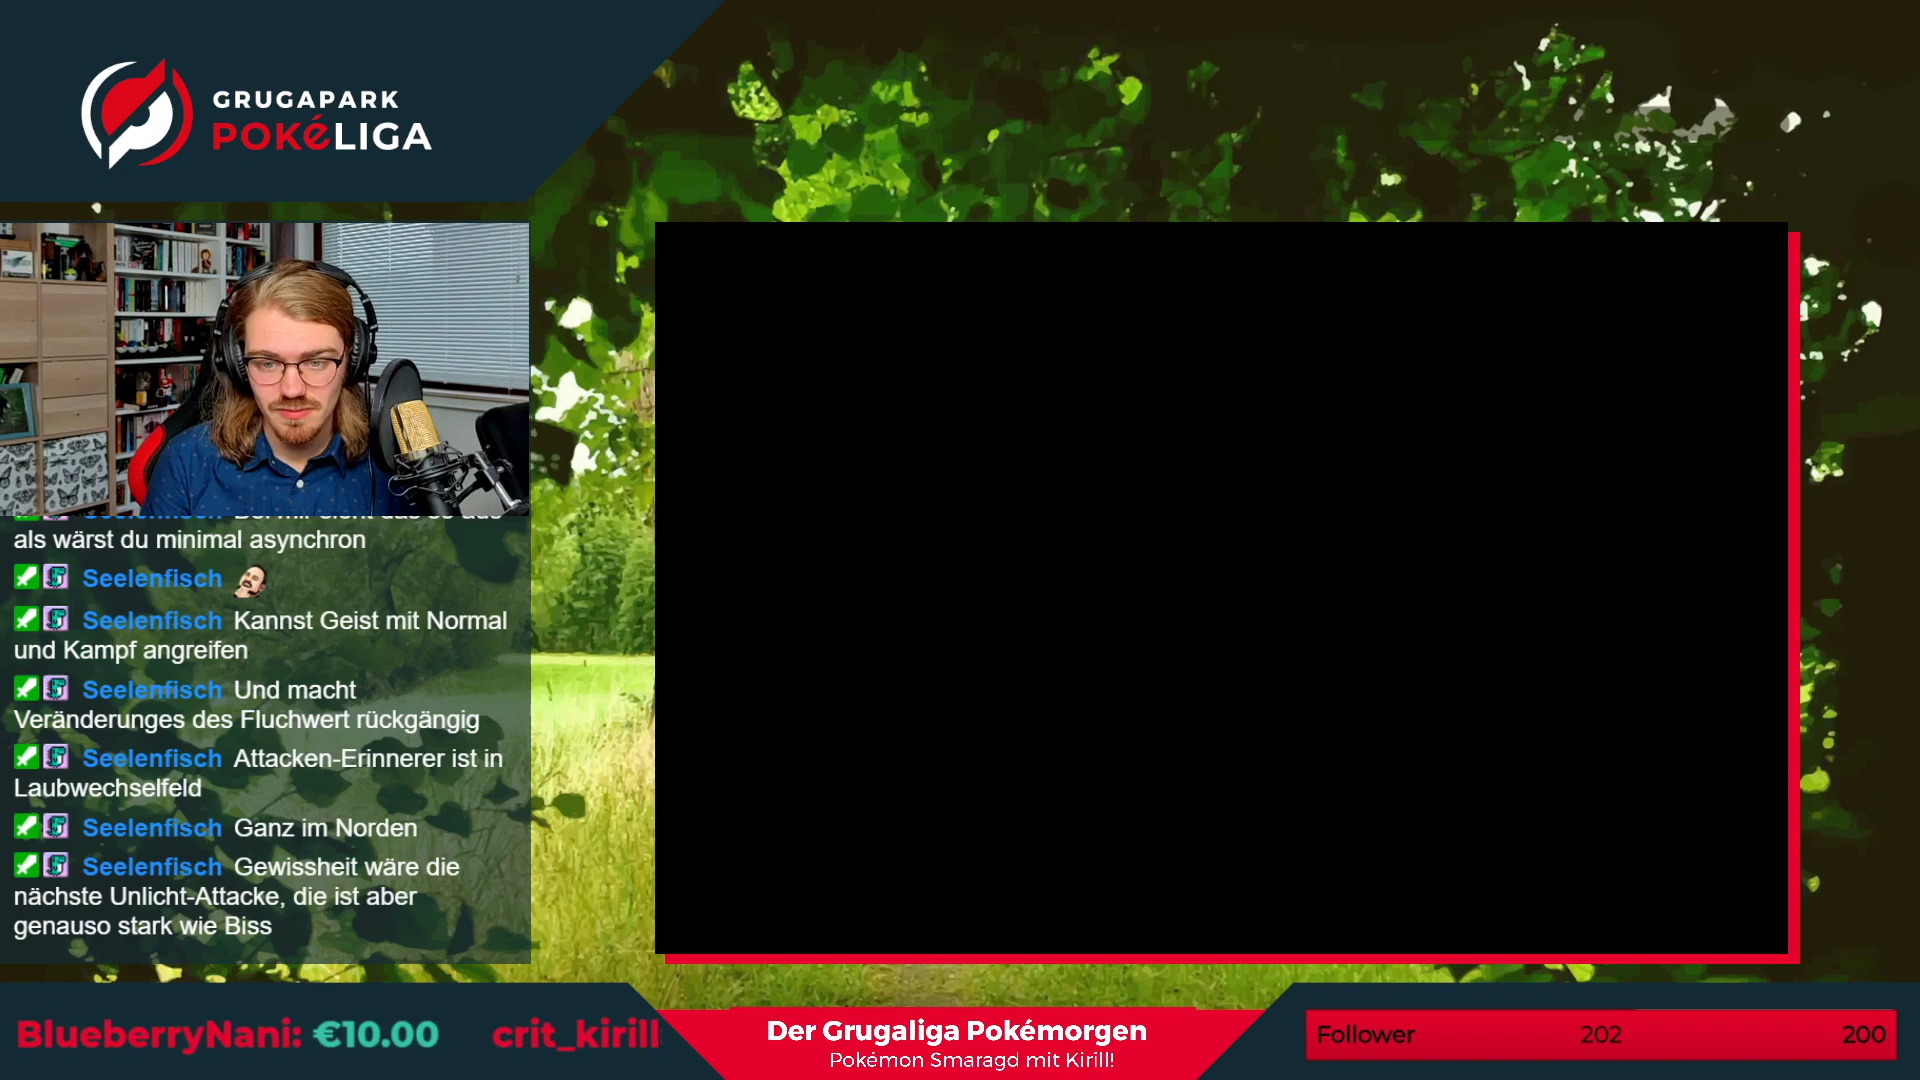 GRUGAPARK
POKéLIGA
als wärst du minimal asynchron
Seelenfisch
Seelenfisch Kannst Geist mit Normal
und Kampf angreifen
Seelenfisch Und macht
Veränderunges des Fluchwert rückgängig
Seelenfisch Attacken-Erinnerer ist in
Laubwechselfeld
Seelenfisch Ganz im Norden
Seelenfisch Gewissheit wäre die
nächste Unlicht-Attacke, die ist aber
genauso stark wie Biss
BlueberryNani: €10.00 crit_kirill
Der Grugaliga Pokémorgen
Pokémon Smaragd mit Kirill!
Follower 202 200